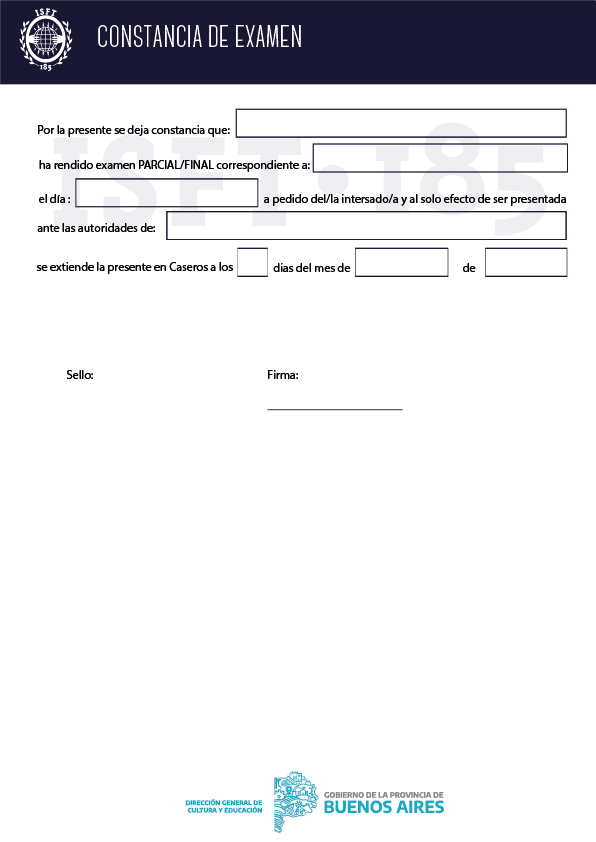 ISFT
185
CONSTANCIA DE EXAMEN
ISFT·185
Por la presente se deja constancia que:
ha rendido examen PARCIAL/FINAL correspondiente a:
el día : a pedido del/la intersado/a y al solo efecto de ser presentada
ante las autoridades de:
se extiende la presente en Caseros a los dias del mes de de
Sello: Firma:
DIRECCIÓN GENERAL DE
CULTURA Y EDUCACIÓN
GOBIERNO DE LA PROVINCIA DE
BUENOS AIRES